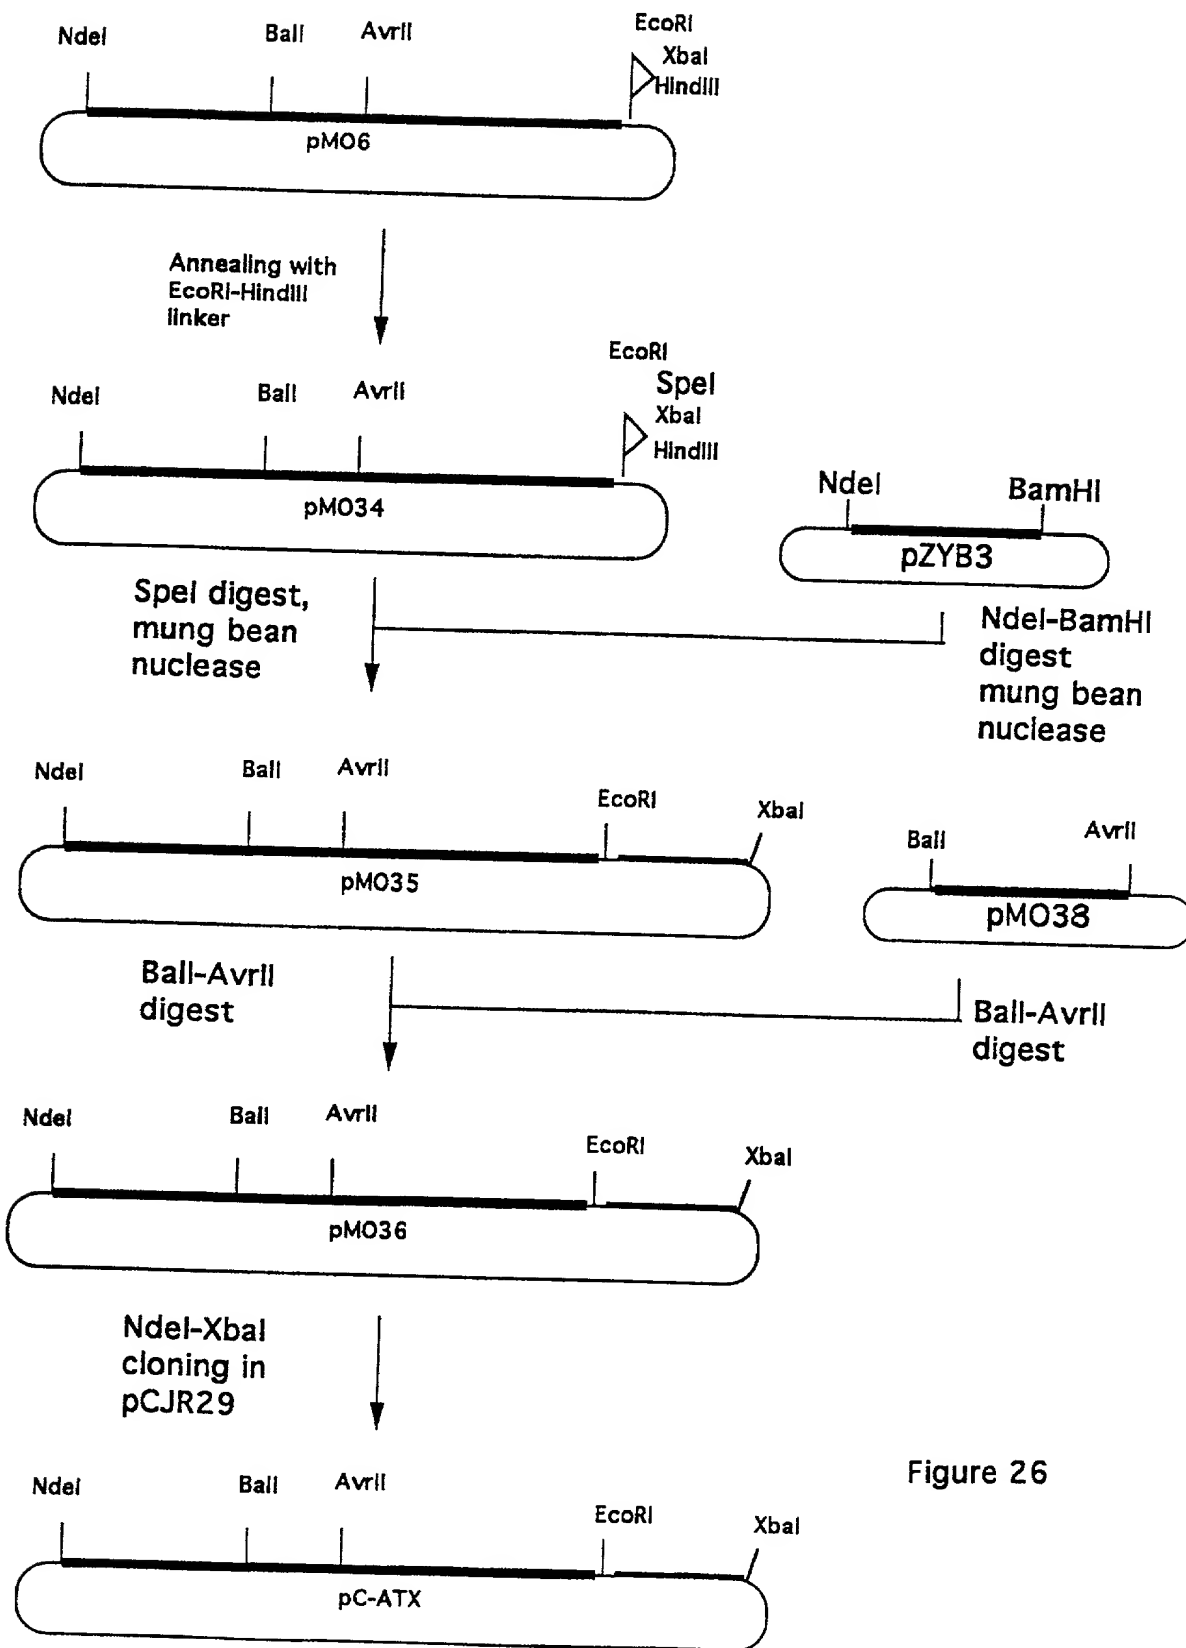 NdeI
BalI
AvrII
EcoRI
XbaI
HindIII
pMO6
Annealing with
EcoRI-HindIII
linker
NdeI
BalI
AvrII
EcoRI
SpeI
XbaI
HindIII
pMO34
NdeI
BamHI
pZYB3
SpeI digest,
mung bean
nuclease
NdeI-BamHI
digest
mung bean
nuclease
NdeI
BalI
AvrII
EcoRI
XbaI
pMO35
BalI
AvrII
pMO38
BalI-AvrII
digest
BalI-AvrII
digest
NdeI
BalI
AvrII
EcoRI
XbaI
pMO36
NdeI-XbaI
cloning in
pCJR29
Figure 26
NdeI
BalI
AvrII
EcoRI
XbaI
pC-ATX